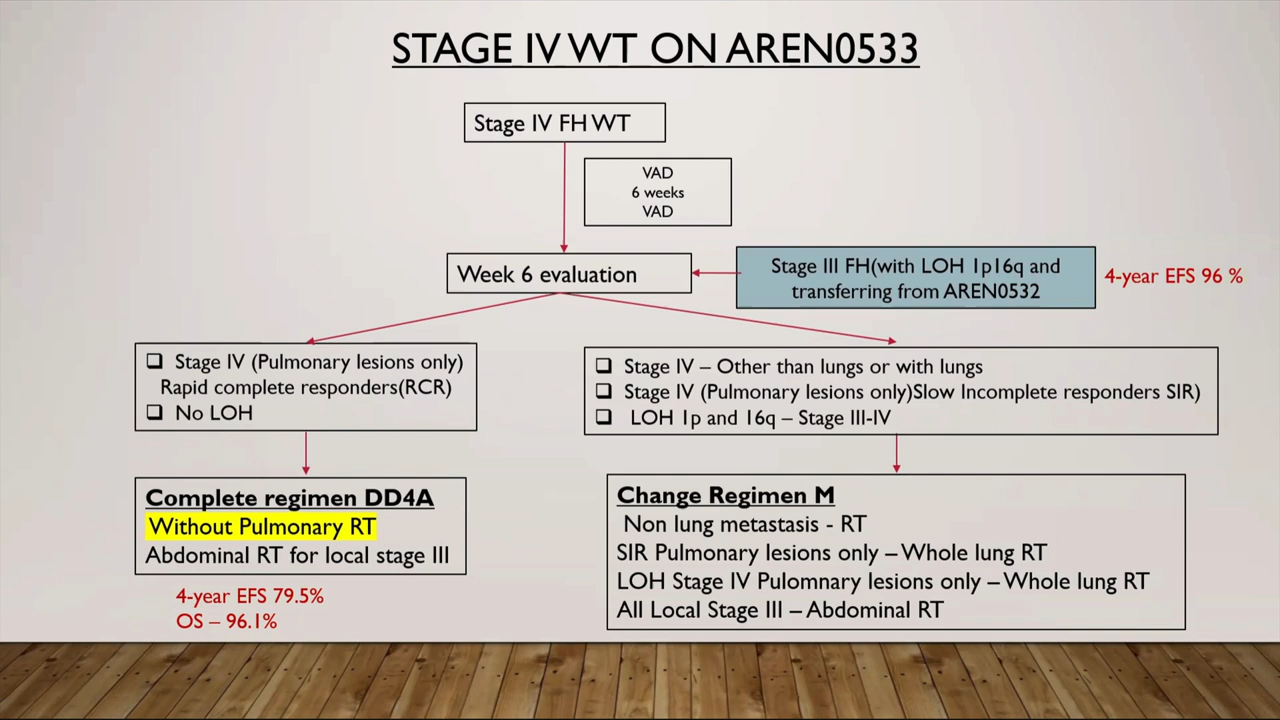 STAGE IV WT ON AREN0533
Stage IV FH WT
VAD
6 weeks
VAD
Week 6 evaluation
Stage III FH(with LOH 1p16q and
transferring from AREN0532
4-year EFS 96 %
Stage IV (Pulmonary lesions only)
Rapid complete responders(RCR)
No LOH
Stage IV – Other than lungs or with lungs
Stage IV (Pulmonary lesions only)Slow Incomplete responders SIR)
LOH 1p and 16q – Stage III-IV
Complete regimen DD4A
Without Pulmonary RT
Abdominal RT for local stage III
4-year EFS 79.5%
OS – 96.1%
Change Regimen M
Non lung metastasis - RT
SIR Pulmonary lesions only – Whole lung RT
LOH Stage IV Pulomnary lesions only – Whole lung RT
All Local Stage III – Abdominal RT